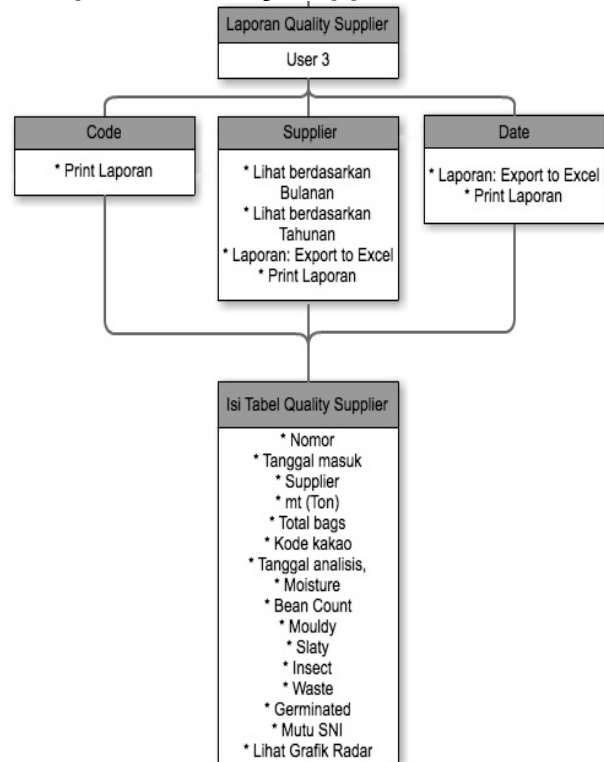 Laporan Quality Supplier
User 3
Code
* Print Laporan
Supplier
* Lihat berdasarkan
Bulanan
* Lihat berdasarkan
Tahunan
* Laporan: Export to Excel
* Print Laporan
Date
* Laporan: Export to Excel
* Print Laporan
Isi Tabel Quality Supplier
* Nomor
* Tanggal masuk
* Supplier
* mt (Ton)
* Total bags
* Kode kakao
* Tanggal analisis,
* Moisture
* Bean Count
* Mouldy
* Slaty
* Insect
* Waste
* Germinated
* Mutu SNI
* Lihat Grafik Radar